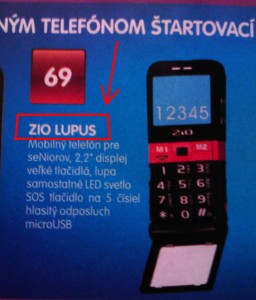 NÝM TELEFÓNOM ŠTARTOVACÍ
69
ZIO LUPUS
Mobilný telefón pre
seNiorov, 2,2" displej
veľké tlačidlá, lupa
samostatné LED svetlo
SOS tlačidlo na 5 čísiel
hlasitý odposluch
microUSB
12345
ZIO
M1 M2
1 2 3
4 5 6
7 8 9
* 0 #